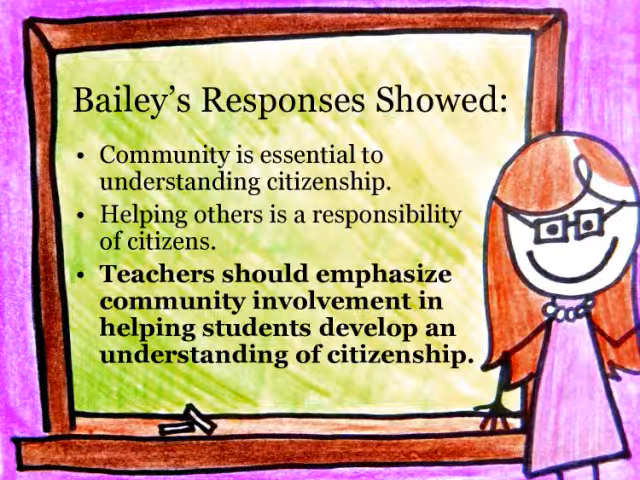 Bailey’s Responses Showed:
• Community is essential to
understanding citizenship.
• Helping others is a responsibility
of citizens.
• Teachers should emphasize
community involvement in
helping students develop an
understanding of citizenship.